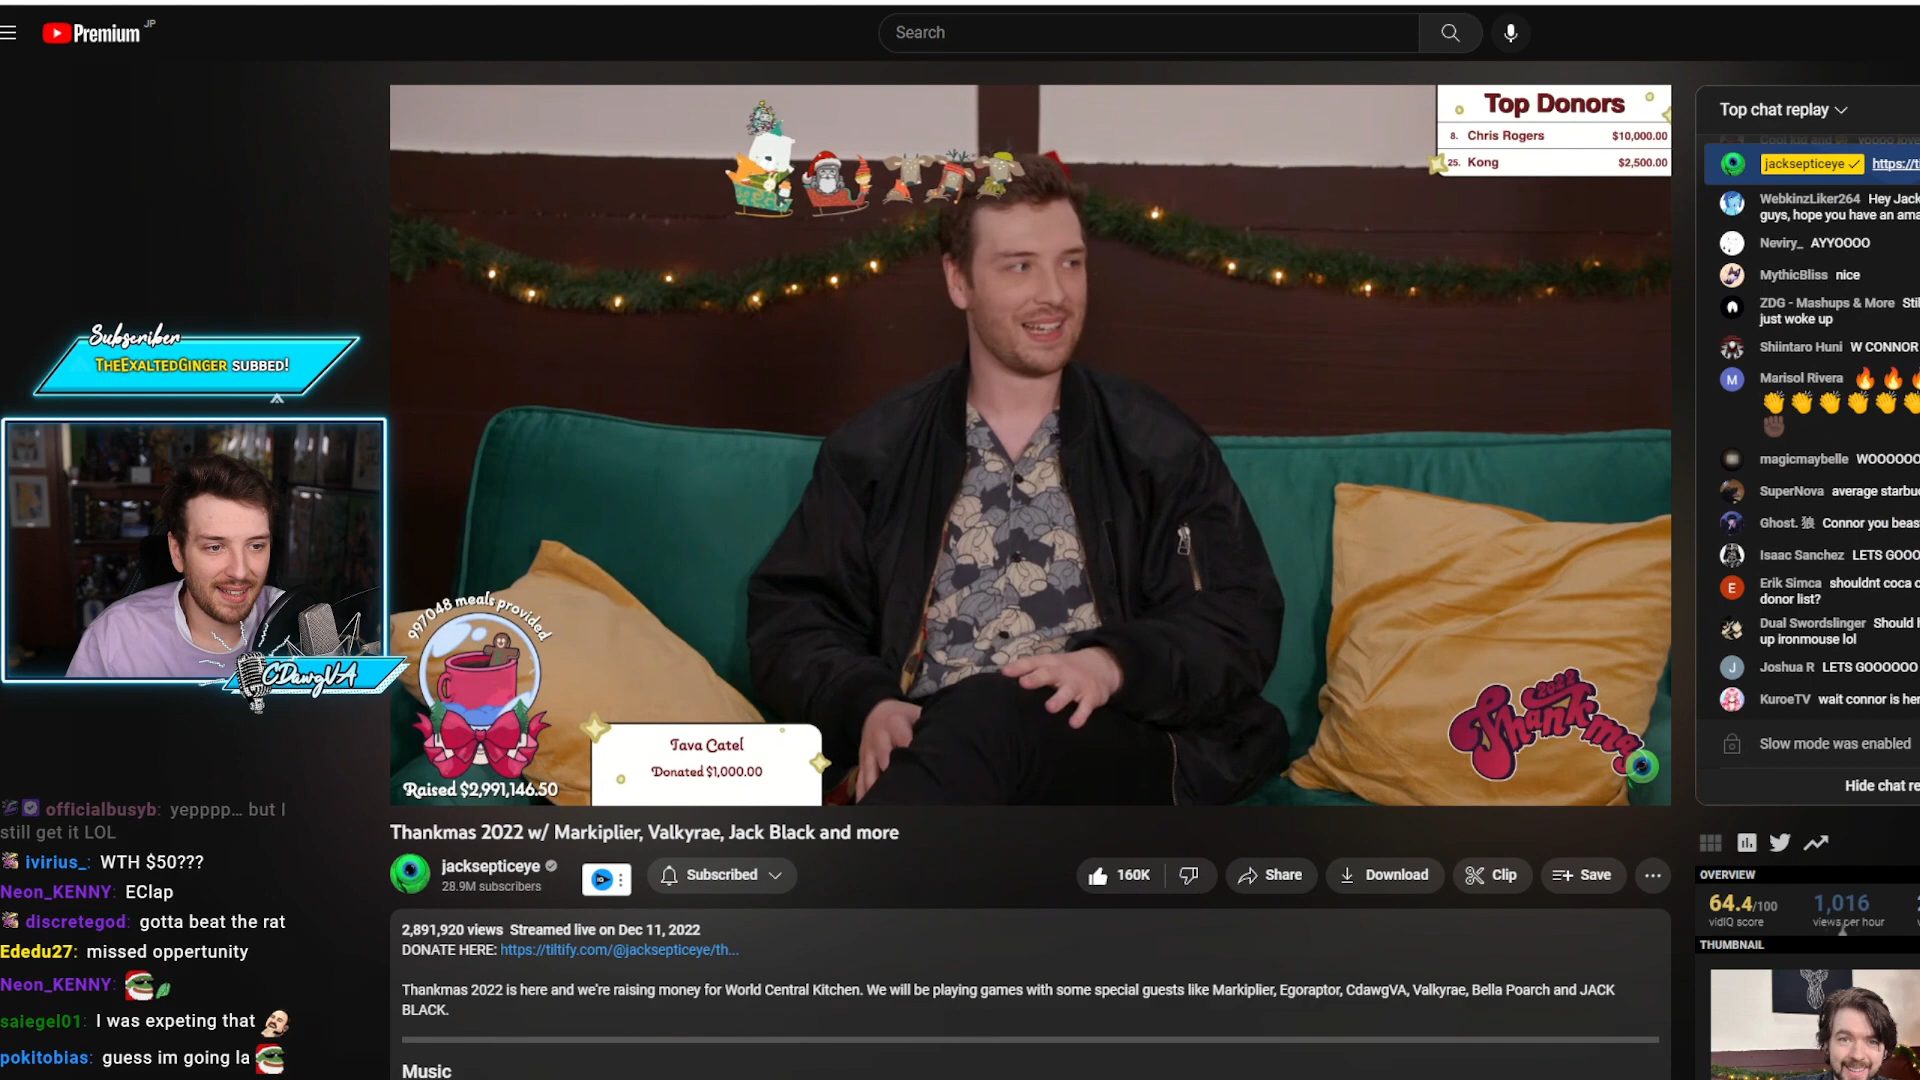 Premium JP
Search
Top Donors
8. Chris Rogers $10,000.00
25. Kong $2,500.00
997048 meals provided
Raised $2,991,146.50
Tava Catel
Donated $1,000.00
2022
Thankmas
Subscriber
TheExaltedGinger subbed!
CDawgVA
officialbusyb: yepppp... but I
still get it LOL
ivirius_: WTH $50???
Neon_KENNY: EClap
discretegod: gotta beat the rat
Ededu27: missed opportunity
Neon_KENNY:
saiegel01: I was expeting that
pokitobias: guess im going la
Thankmas 2022 w/ Markiplier, Valkyrae, Jack Black and more
jacksepticeye
28.9M subscribers
Subscribed
160K
Share
Download
Clip
Save
2,891,920 views Streamed live on Dec 11, 2022
DONATE HERE: https://tiltify.com/@jacksepticeye/th...
Thankmas 2022 is here and we're raising money for World Central Kitchen. We will be playing games with some special guests like Markiplier, Egoraptor, CdawgVA, Valkyrae, Bella Poarch and JACK
BLACK.
Music
Top chat replay
jacksepticeye https://ti
WebkinzLiker264 Hey Jack
guys, hope you have an ama
Neviry_ AYYOOOO
MythicBliss nice
ZDG - Mashups & More Stil
just woke up
Shiintaro Huni W CONNOR
M Marisol Rivera
magicmaybelle WOOOOOO
SuperNova average starbuc
Ghost. 狼 Connor you beast
Isaac Sanchez LETS GOOO
E Erik Simca shouldnt coca c
donor list?
Dual Swordslinger Should h
up ironmouse lol
J Joshua R LETS GOOOOOO
KuroeTV wait connor is her
Slow mode was enabled
Hide chat re
OVERVIEW
64.4/100
vidIQ score
1,016
views per hour
THUMBNAIL